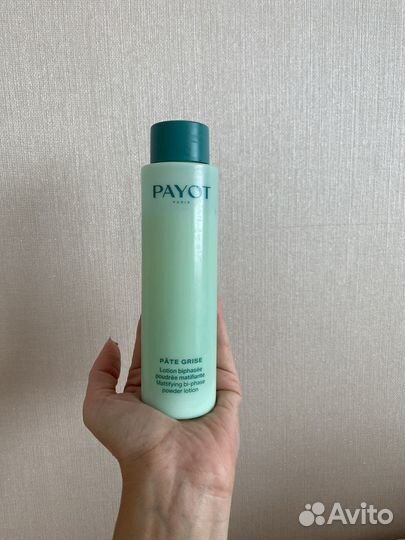 PAYOT
PARIS
PÂTE GRISE
Lotion biphasée
poudrée matifiante
Mattifying bi-phase
powder lotion
Avito